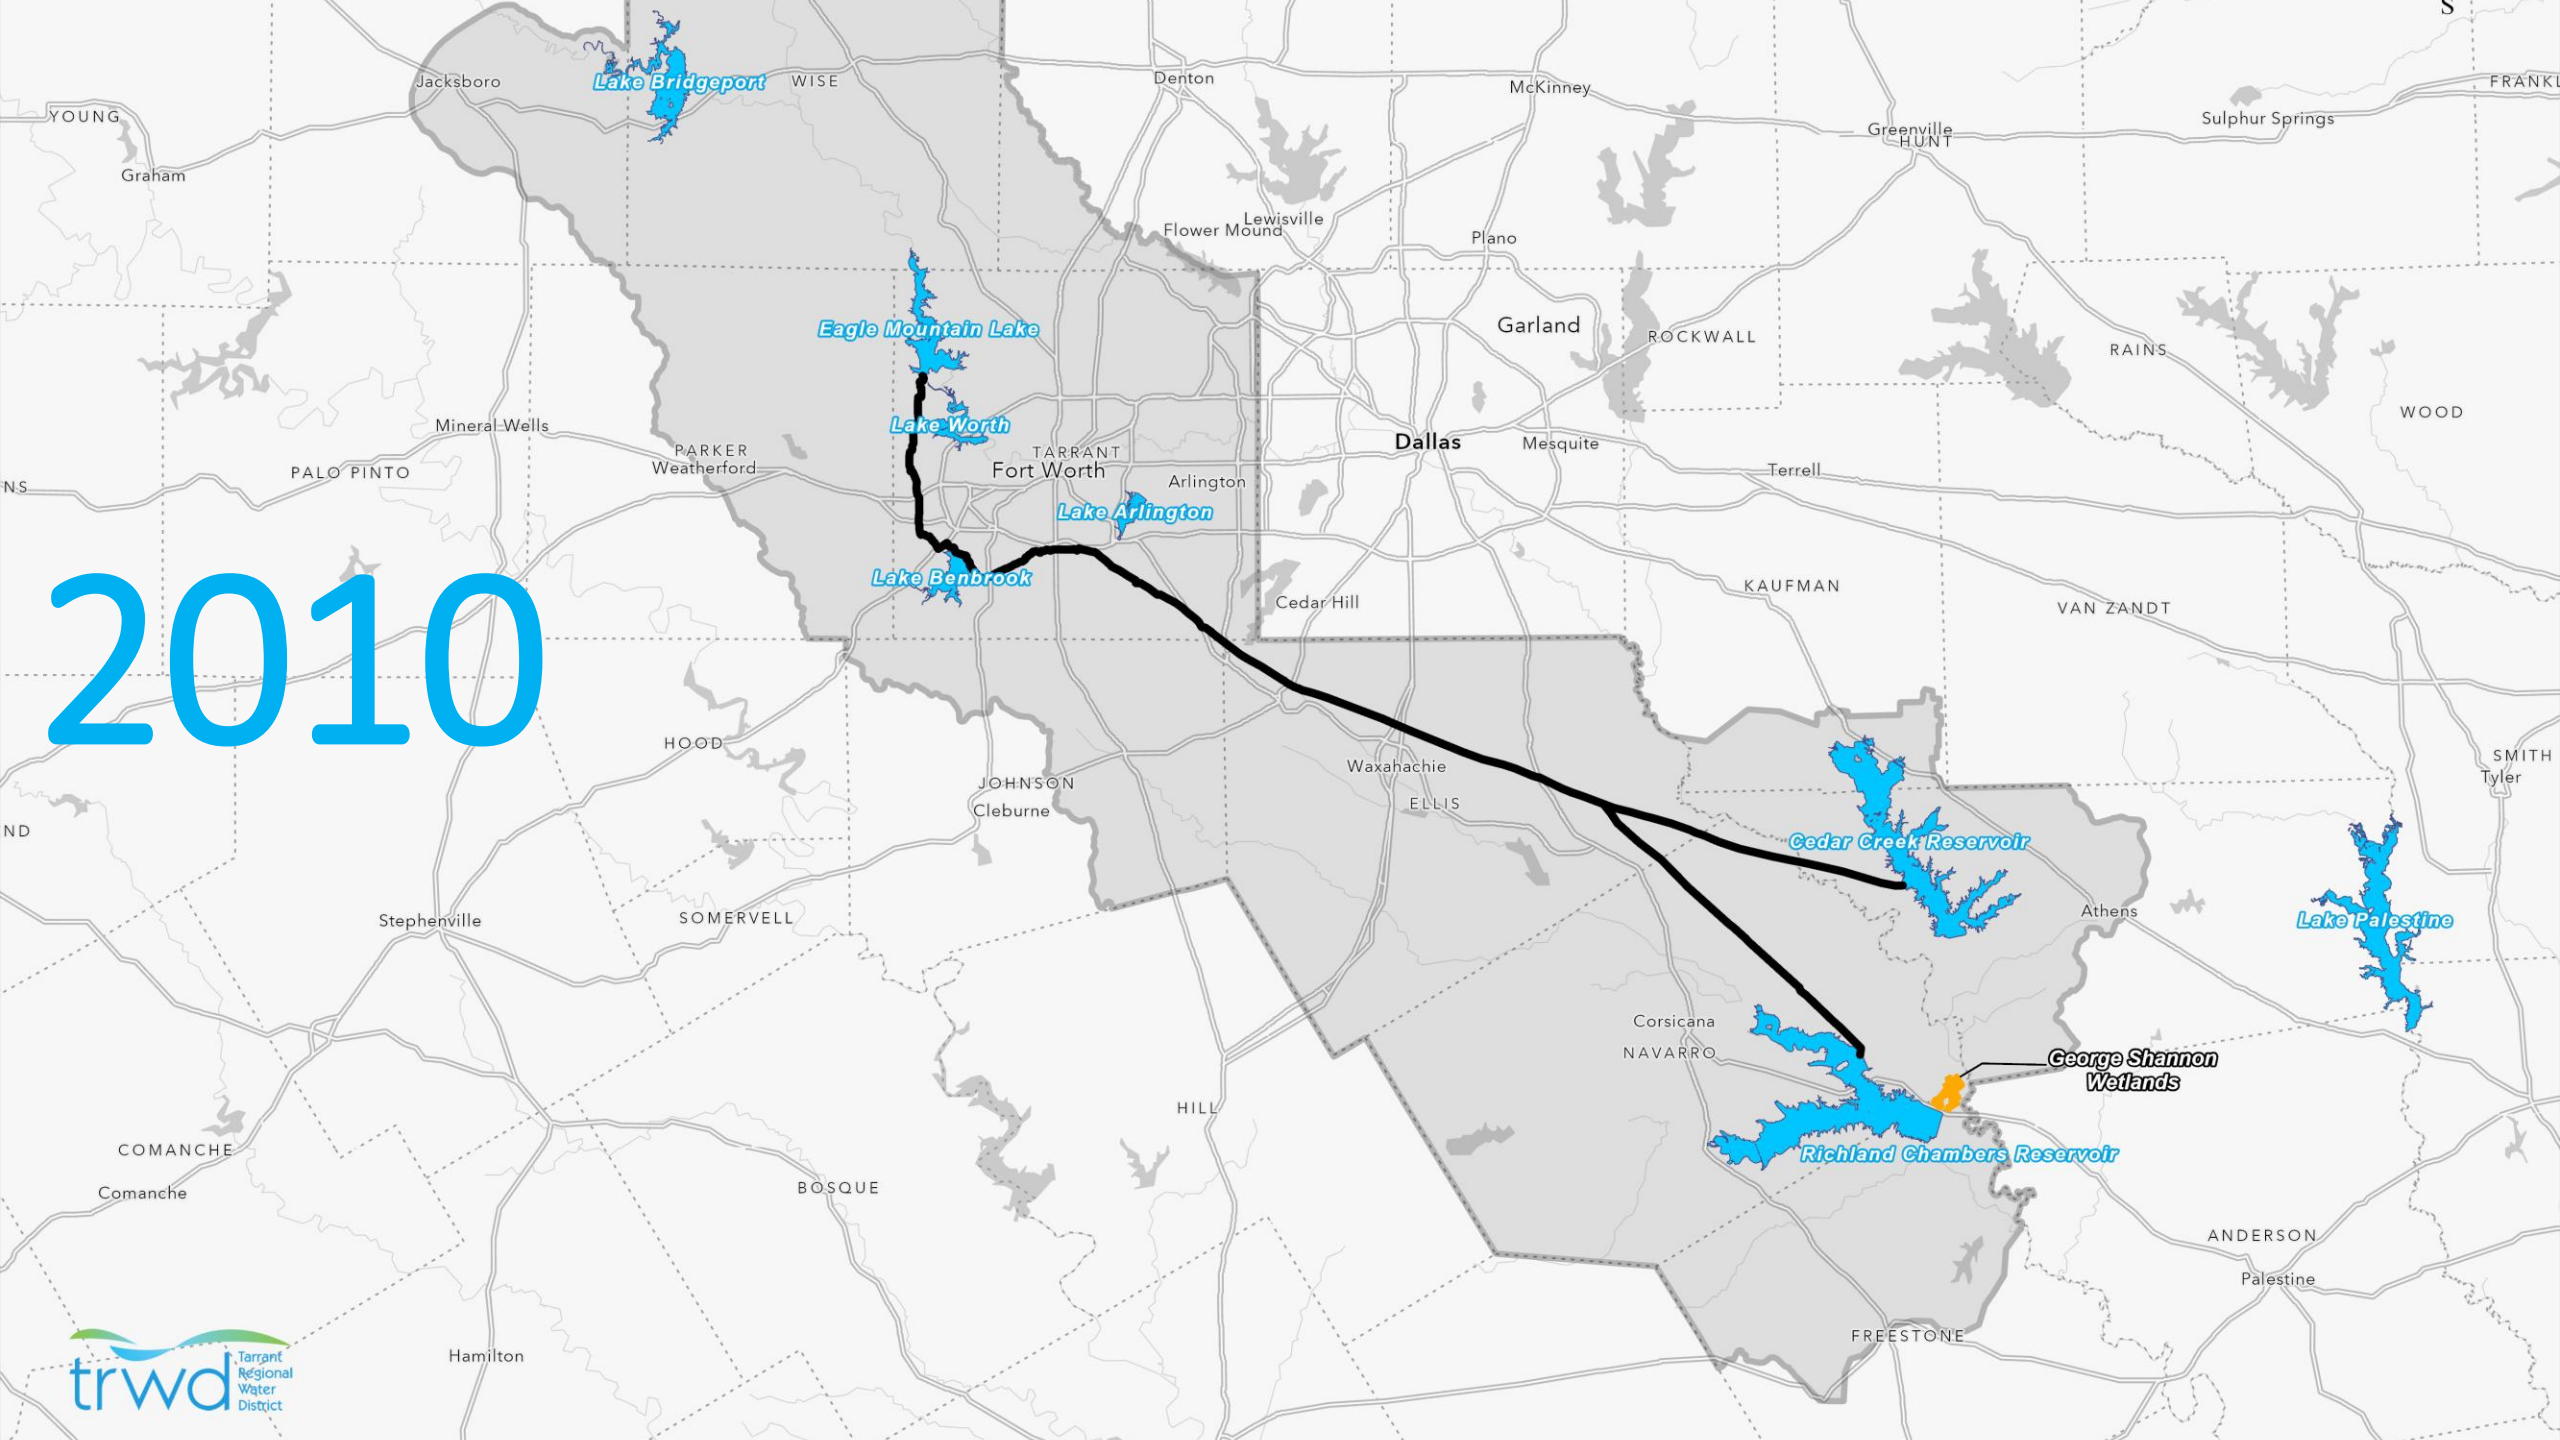 S
Jacksboro
Lake Bridgeport
WISE
Denton
McKinney
FRANKL
YOUNG
Sulphur Springs
Greenville
HUNT
Graham
Lewisville
Flower Mound
Plano
Eagle Mountain Lake
Garland
ROCKWALL
RAINS
WOOD
Mineral Wells
Lake Worth
Dallas
Mesquite
PARKER
Weatherford
TARRANT
Fort Worth
PALO PINTO
Terrell
Arlington
NS
Lake Arlington
Lake Benbrook
KAUFMAN
Cedar Hill
VAN ZANDT
2010
HOOD
SMITH
Tyler
Waxahachie
JOHNSON
Cleburne
ELLIS
ND
Cedar Creek Reservoir
Athens
Stephenville
SOMERVELL
Lake Palestine
Corsicana
NAVARRO
George Shannon
Wetlands
HILL
COMANCHE
Richland Chambers Reservoir
Comanche
BOSQUE
ANDERSON
Palestine
FREESTONE
Hamilton
trwd
Tarrant
Regional
Water
District